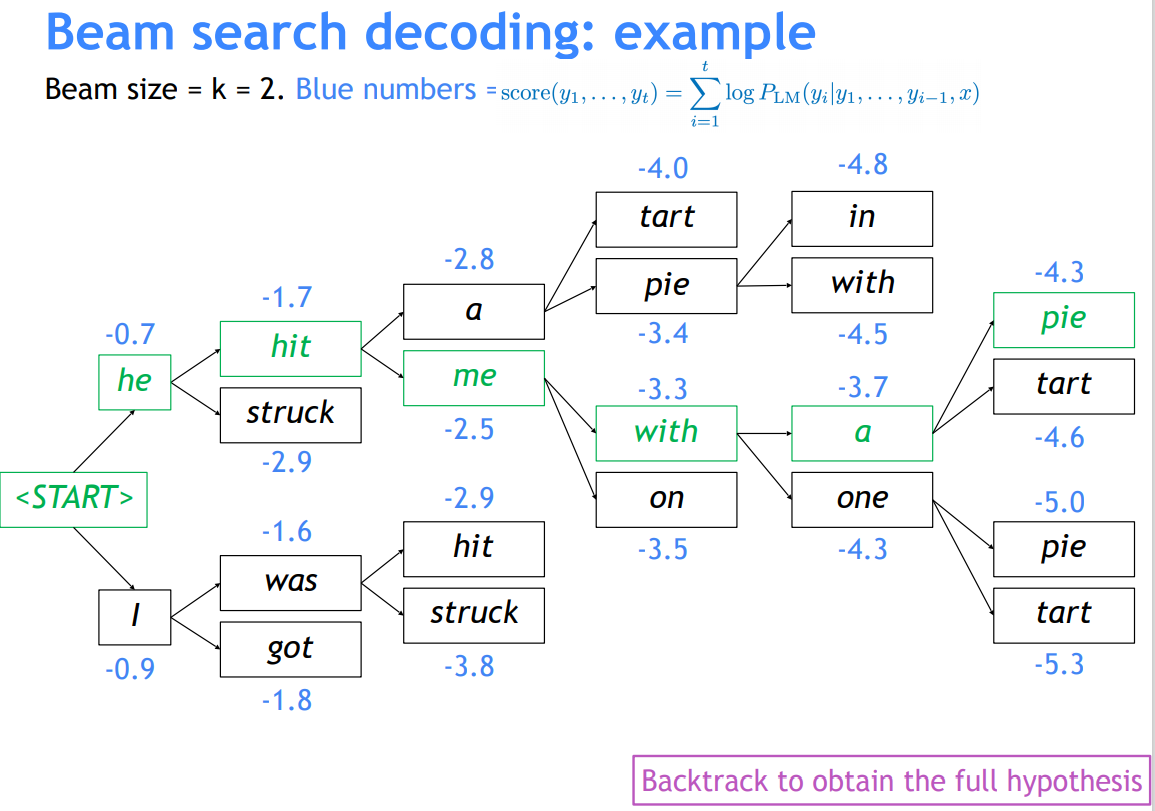 Beam search decoding: example
Beam size = k = 2. Blue numbers = score(y₁, . . . , yₜ) = ∑ᵢ₌₁ᵗ log P_LM(yᵢ|y₁, . . . , yᵢ₋₁, x)
-4.0
-4.8
tart
in
-2.8
-4.3
-1.7
a
pie
with
pie
-0.7
hit
-3.4
-4.5
he
me
-3.3
-3.7
tart
struck
-2.5
with
a
-4.6
-2.9
<START>
-2.9
on
one
-5.0
-1.6
hit
-3.5
-4.3
pie
was
I
struck
tart
got
-0.9
-3.8
-5.3
-1.8
Backtrack to obtain the full hypothesis